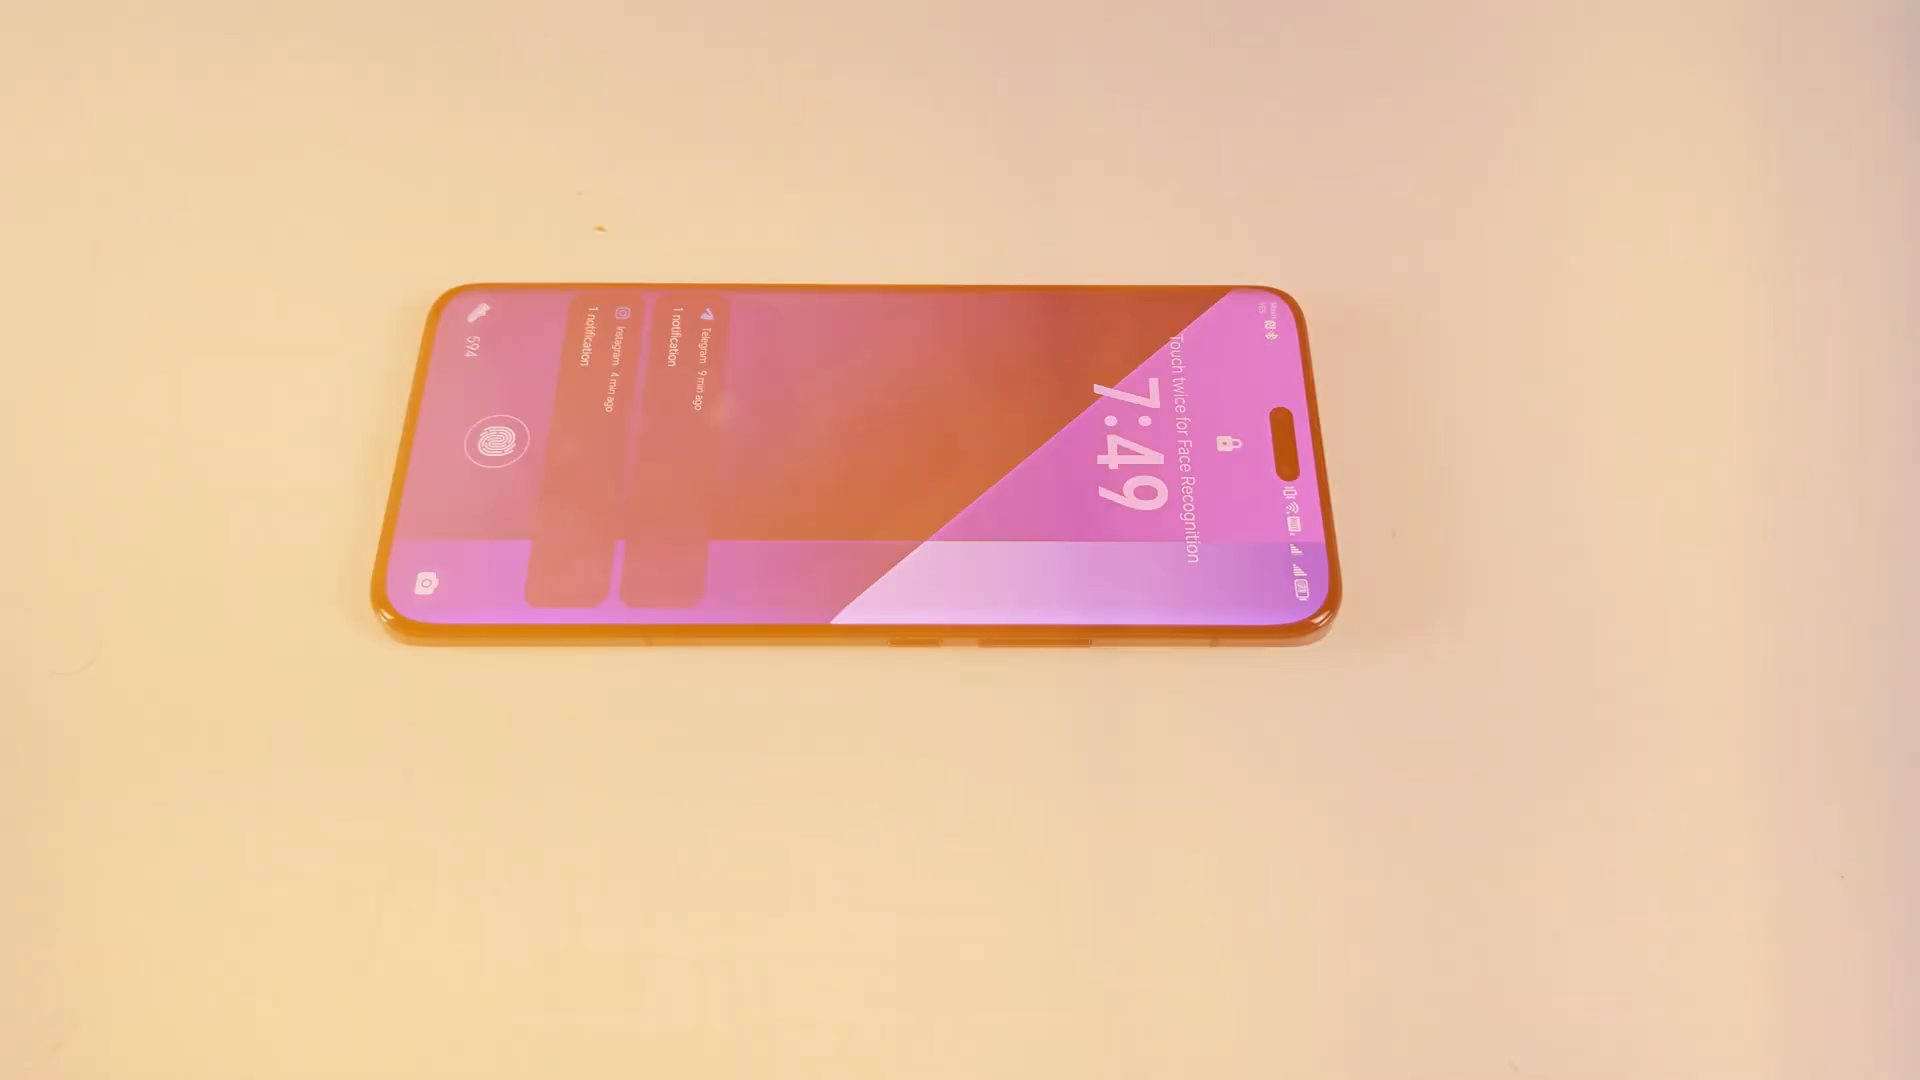 7:49
Touch twice for Face Recognition
Telegram 9 min ago
1 notification
Instagram 4 min ago
1 notification
594